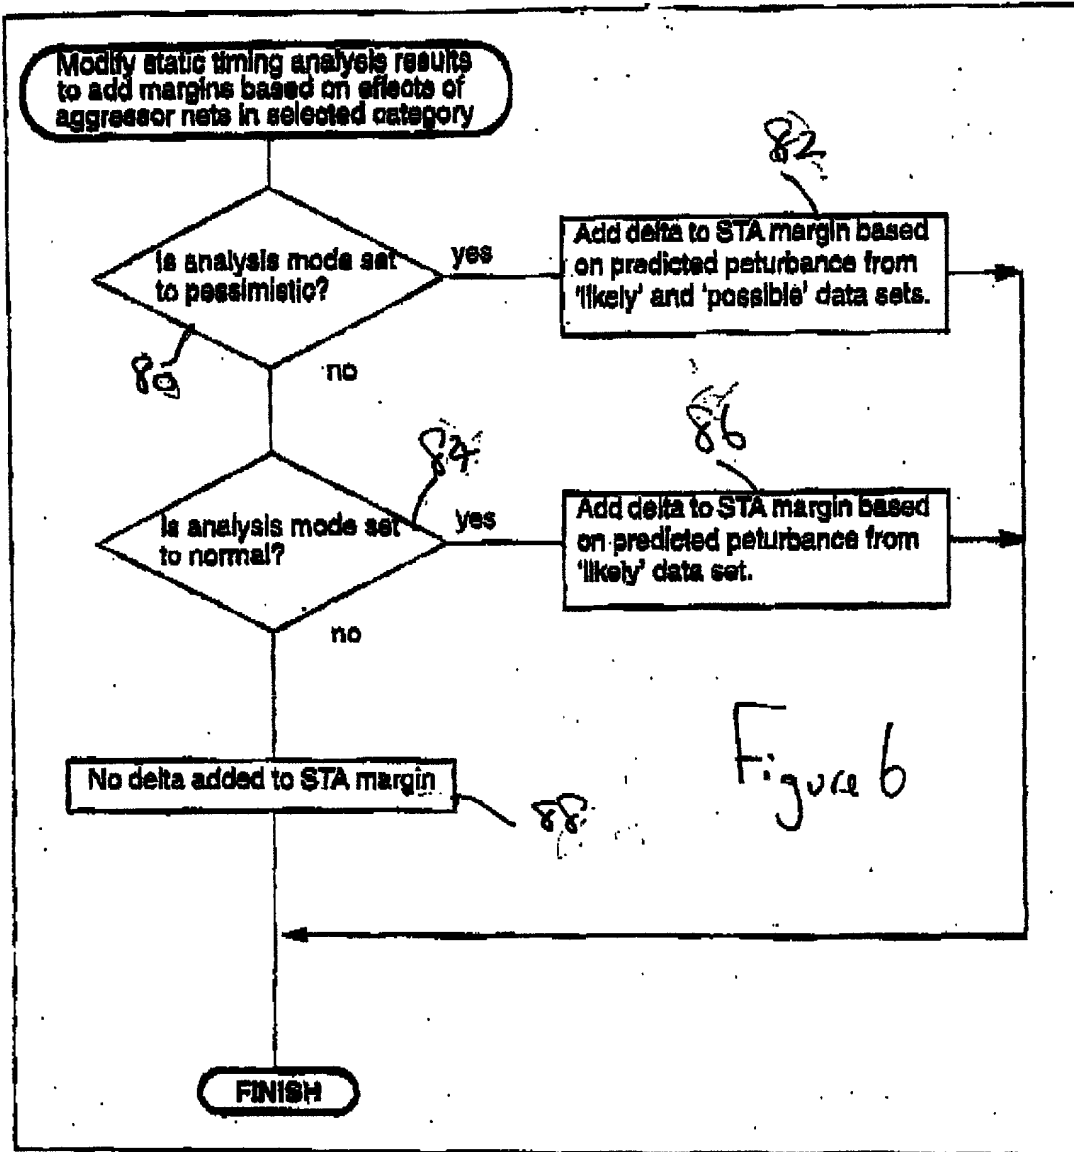 Modify static timing analysis results
to add margins based on effects of
aggressor nets in selected category
82
Is analysis mode set
to pessimistic?
yes
Add delta to STA margin based
on predicted peturbance from
'likely' and 'possible' data sets.
80
no
84
86
Is analysis mode set
to normal?
yes
Add delta to STA margin based
on predicted peturbance from
'likely' data set.
no
Figure 6
No delta added to STA margin
88
FINISH